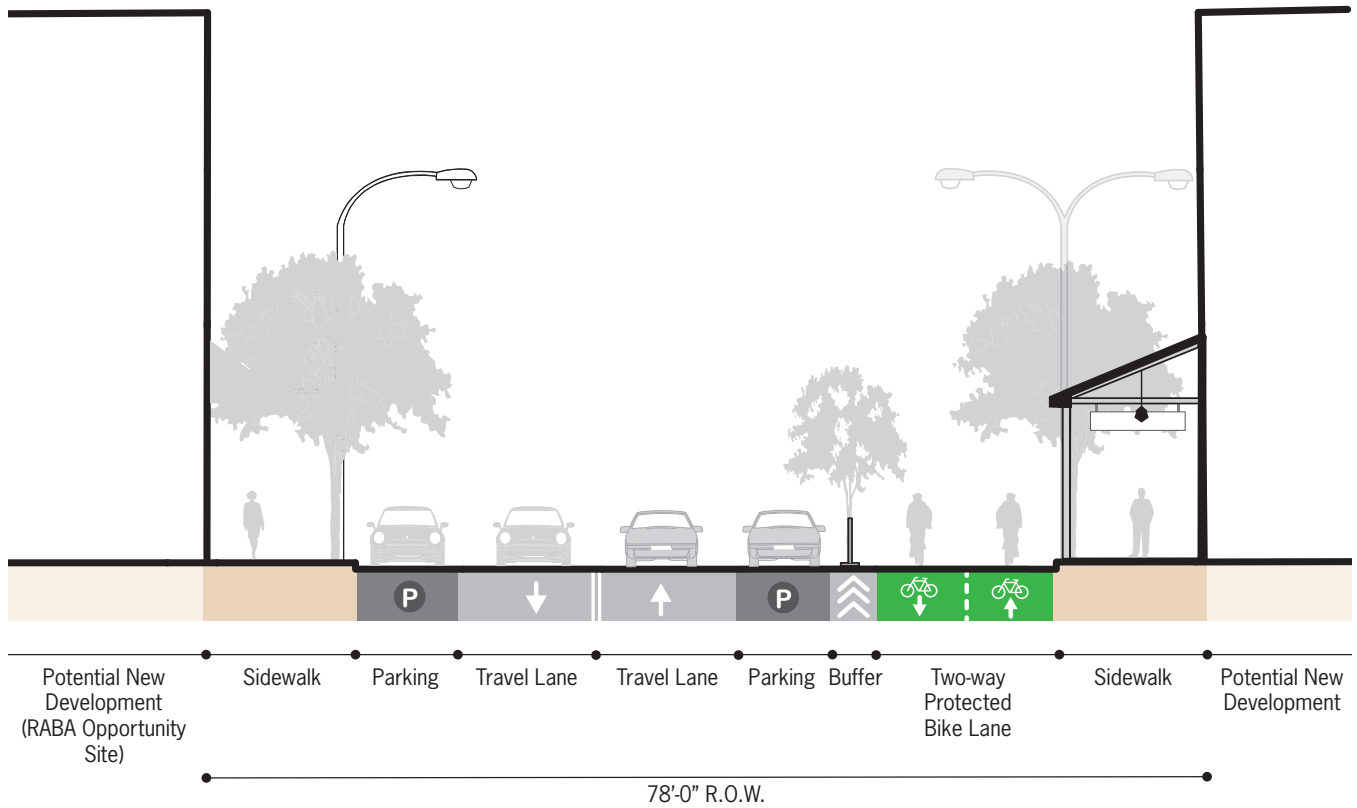 P
P
Potential New
Development
(RABA Opportunity
Site)
Sidewalk
Parking
Travel Lane
Travel Lane
Parking
Buffer
Two-way
Protected
Bike Lane
Sidewalk
Potential New
Development
78'-0" R.O.W.